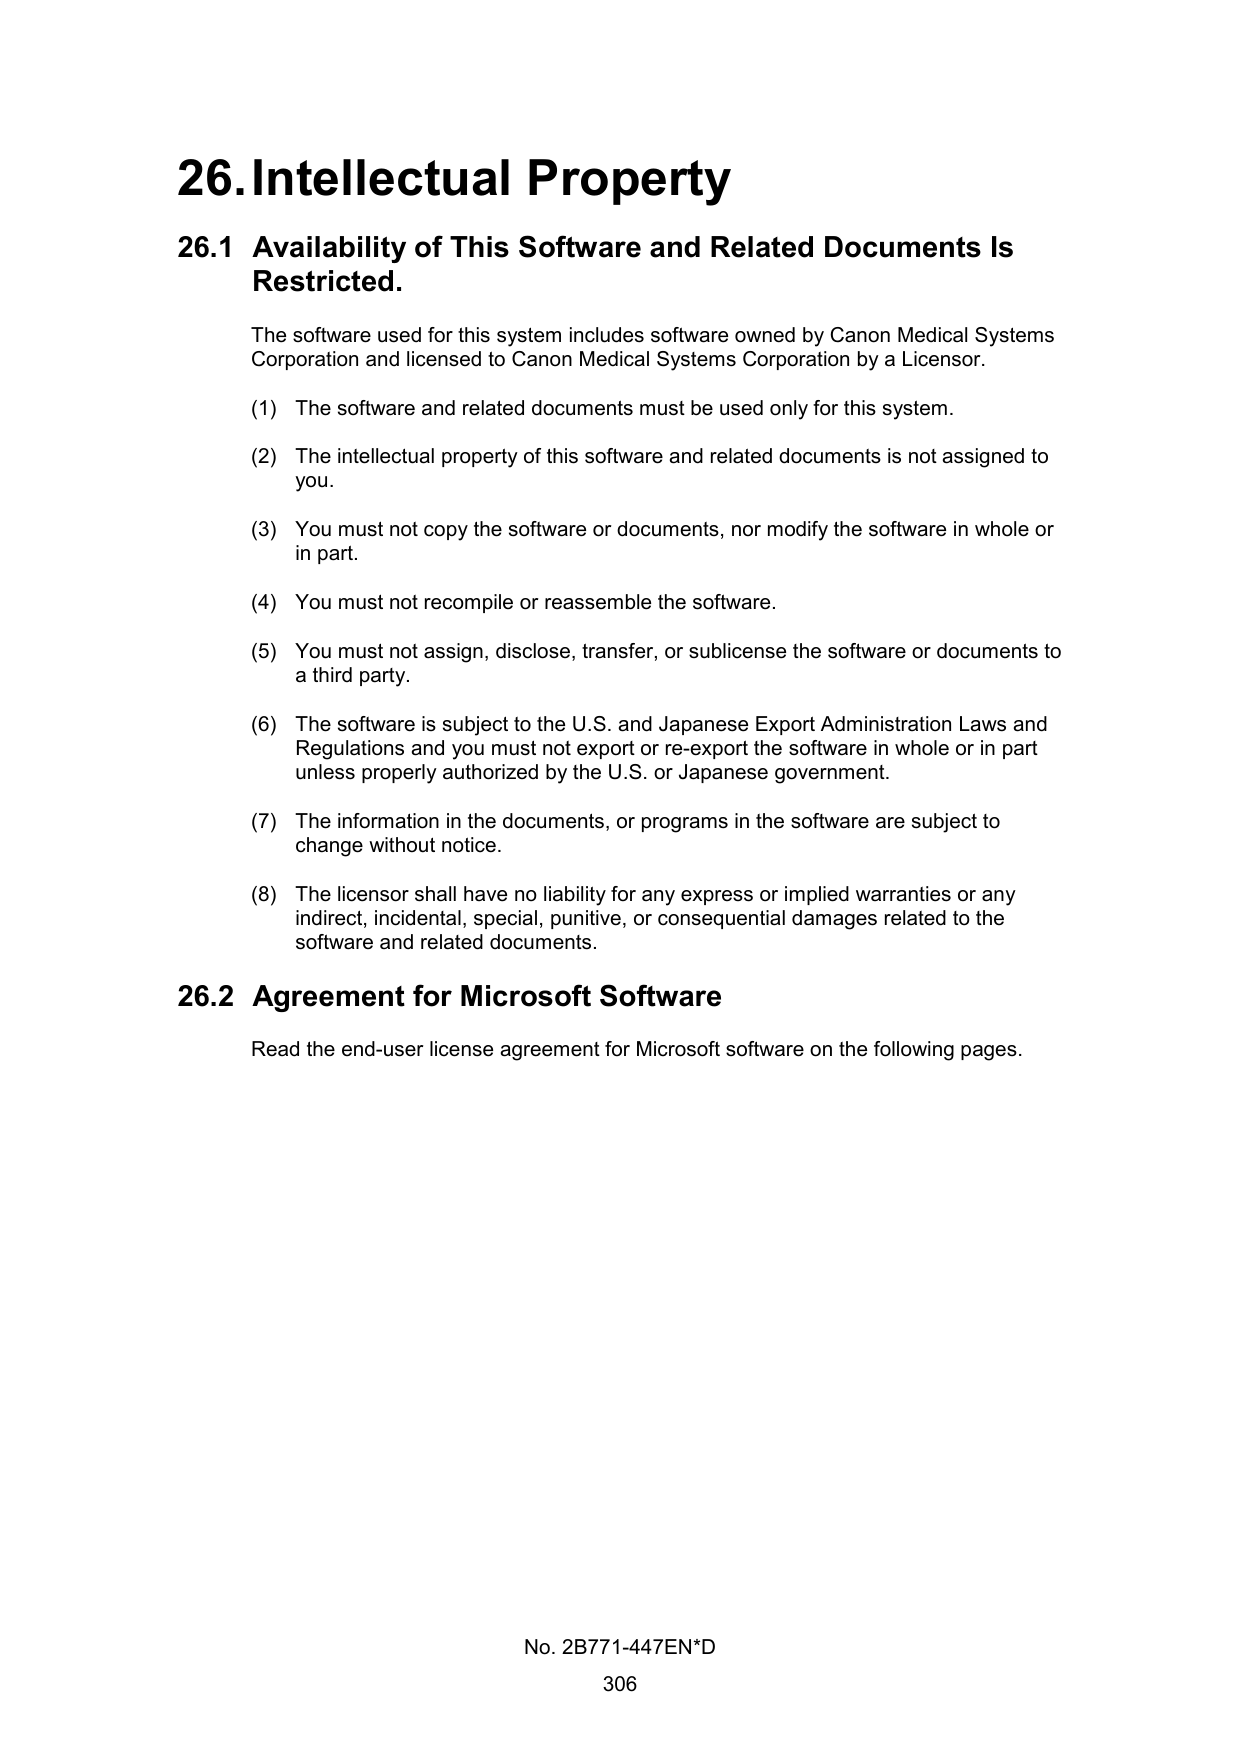 26. Intellectual Property
26.1 Availability of This Software and Related Documents Is
Restricted.
The software used for this system includes software owned by Canon Medical Systems
Corporation and licensed to Canon Medical Systems Corporation by a Licensor.
(1) The software and related documents must be used only for this system.
(2) The intellectual property of this software and related documents is not assigned to
you.
(3) You must not copy the software or documents, nor modify the software in whole or
in part.
(4) You must not recompile or reassemble the software.
(5) You must not assign, disclose, transfer, or sublicense the software or documents to
a third party.
(6) The software is subject to the U.S. and Japanese Export Administration Laws and
Regulations and you must not export or re-export the software in whole or in part
unless properly authorized by the U.S. or Japanese government.
(7) The information in the documents, or programs in the software are subject to
change without notice.
(8) The licensor shall have no liability for any express or implied warranties or any
indirect, incidental, special, punitive, or consequential damages related to the
software and related documents.
26.2 Agreement for Microsoft Software
Read the end-user license agreement for Microsoft software on the following pages.
No. 2B771-447EN*D
306